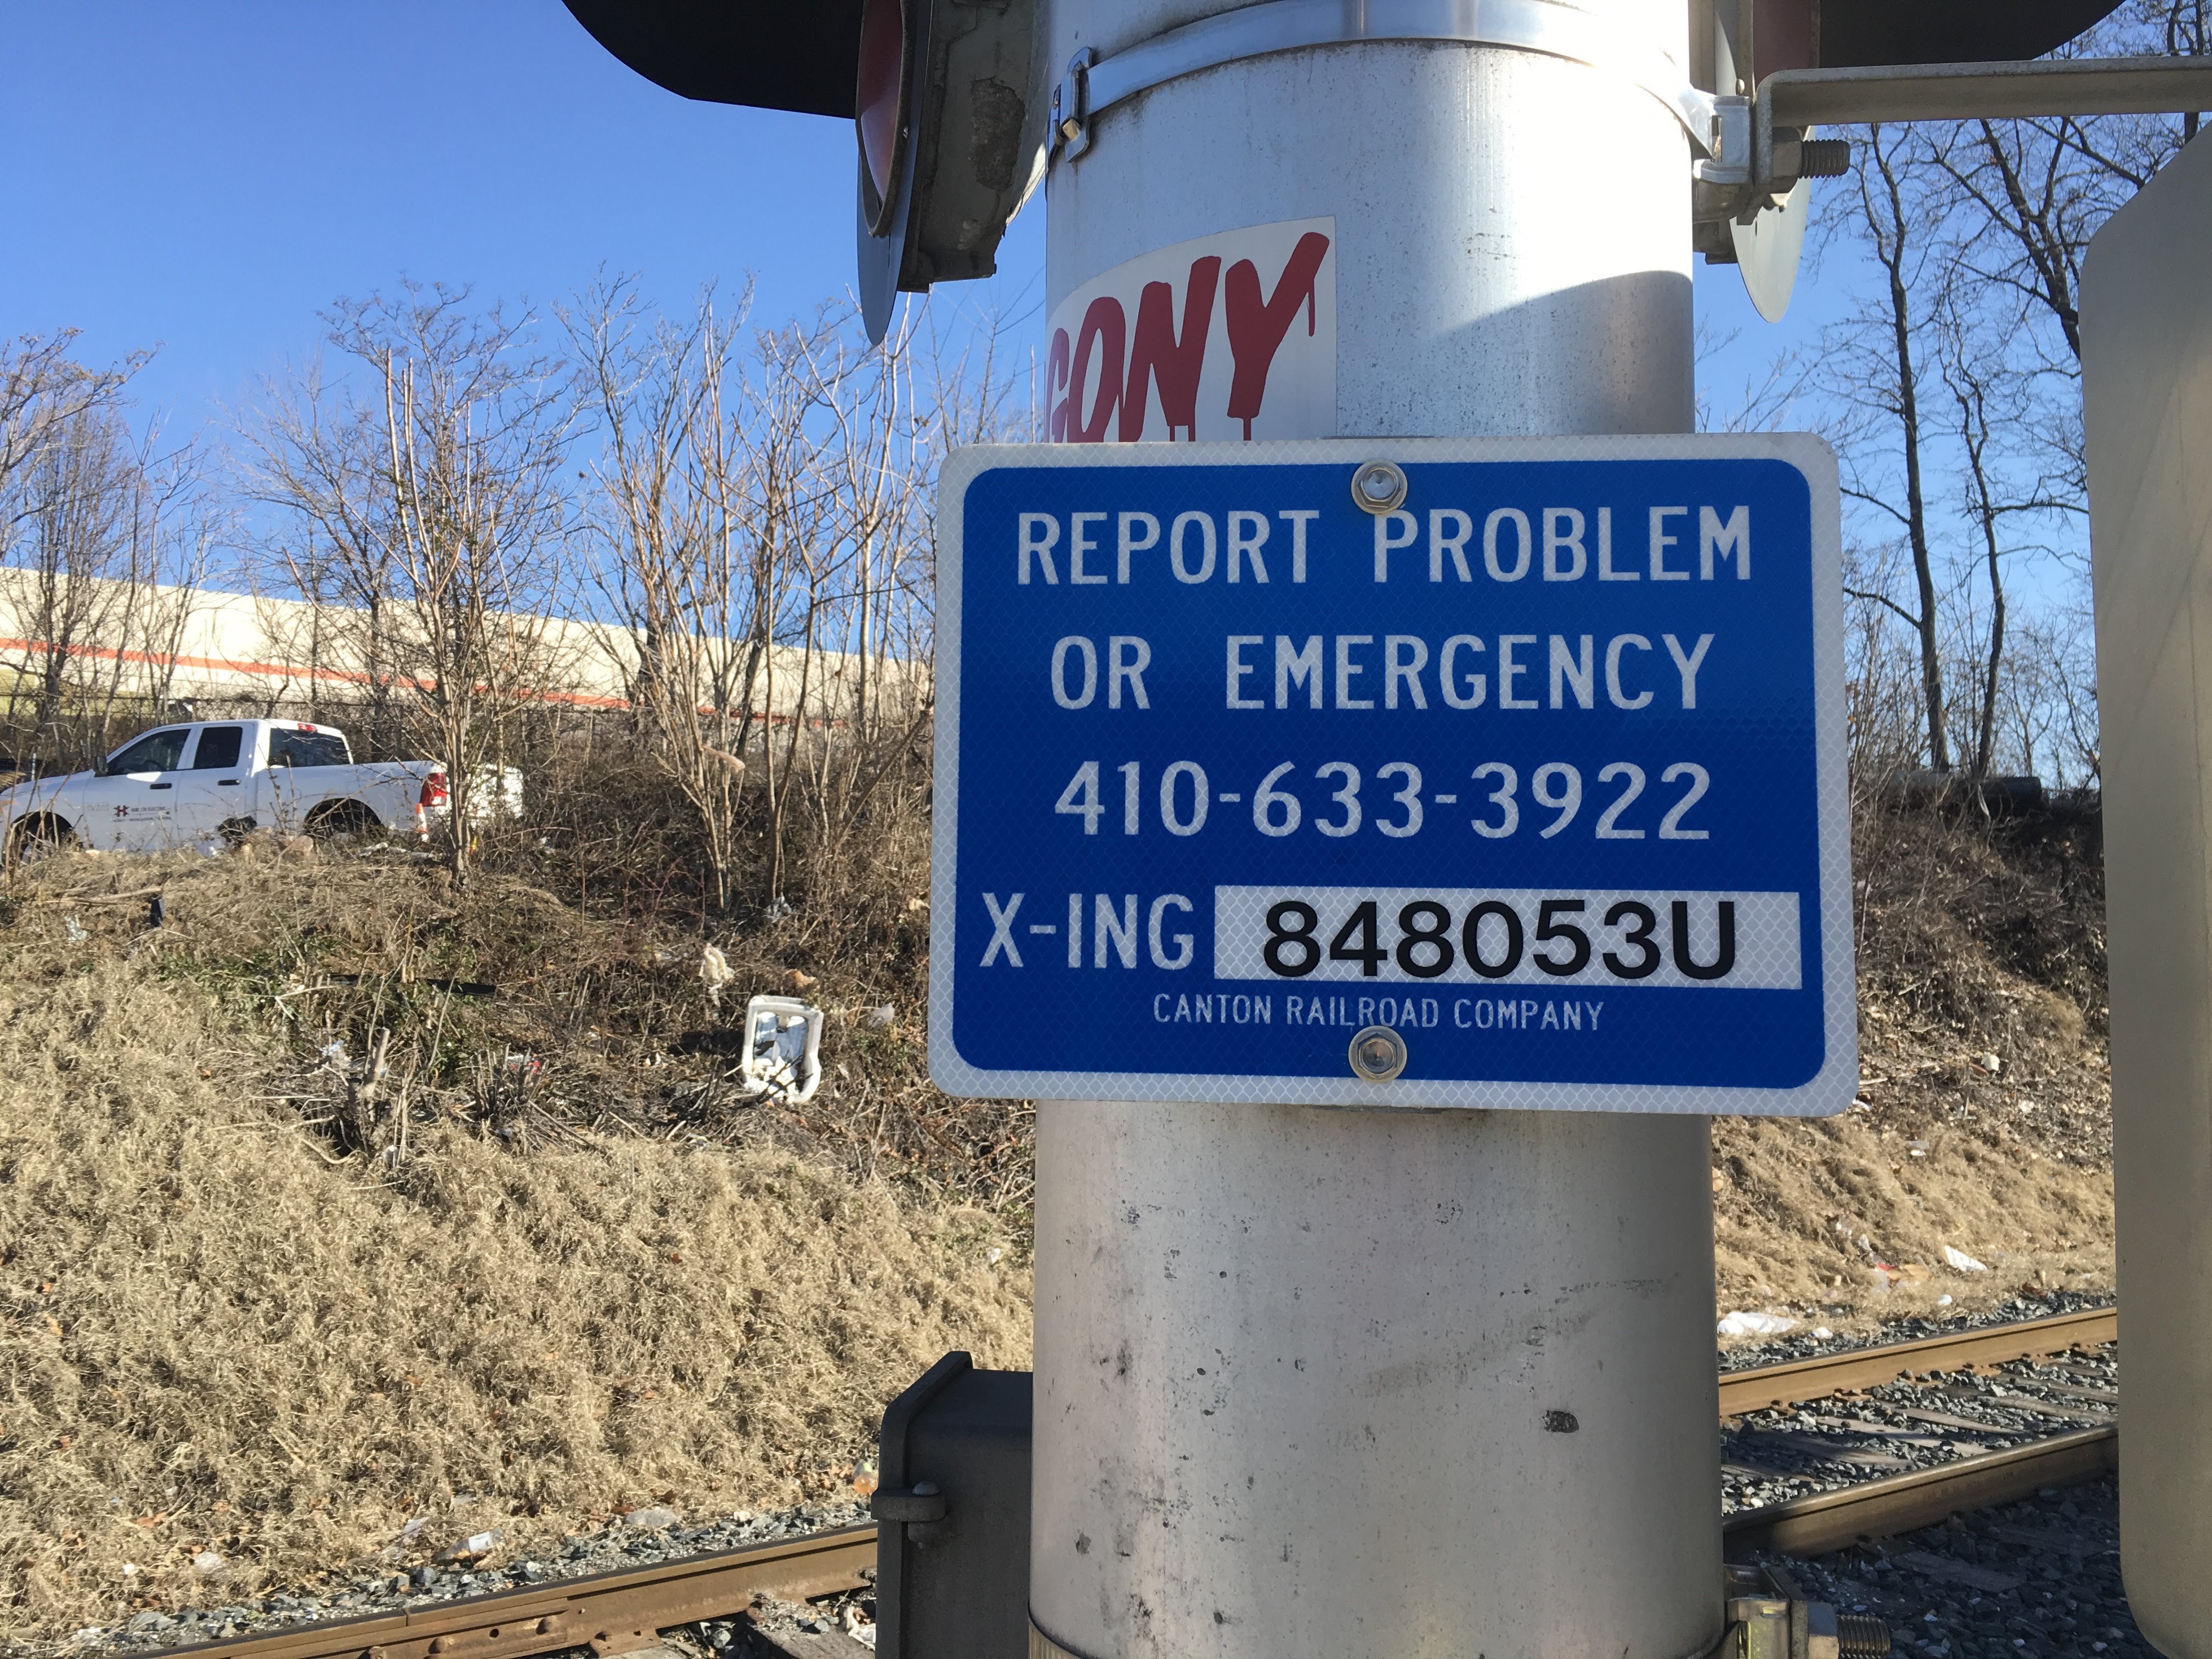 GONY
REPORT PROBLEM
OR EMERGENCY
410-633-3922
X-ING 848053U
CANTON RAILROAD COMPANY